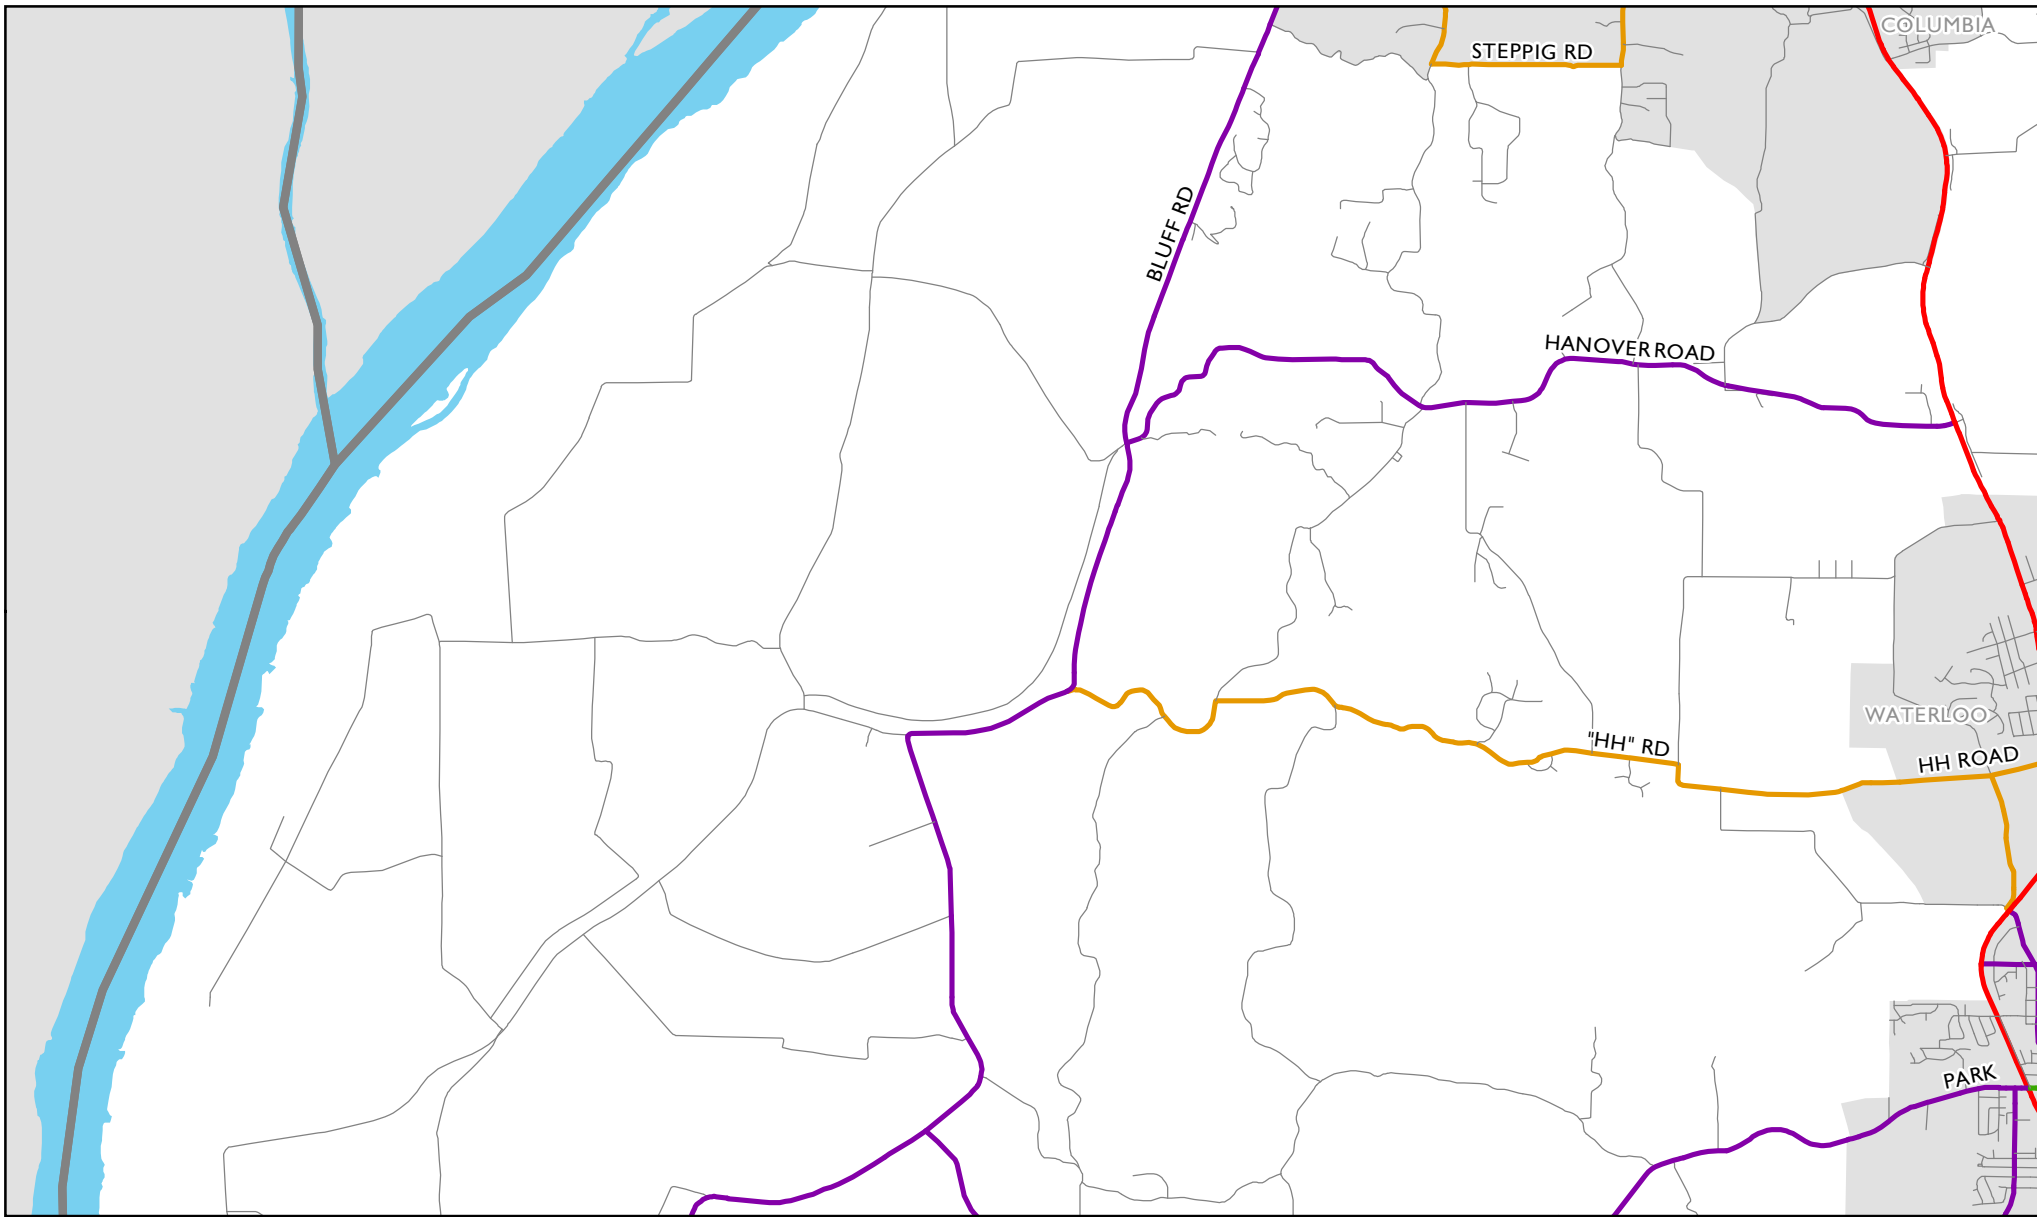 COLUMBIA
STEPPIG RD
BLUFF RD
HANOVER ROAD
WATERLOO
"HH" RD
HH ROAD
PARK